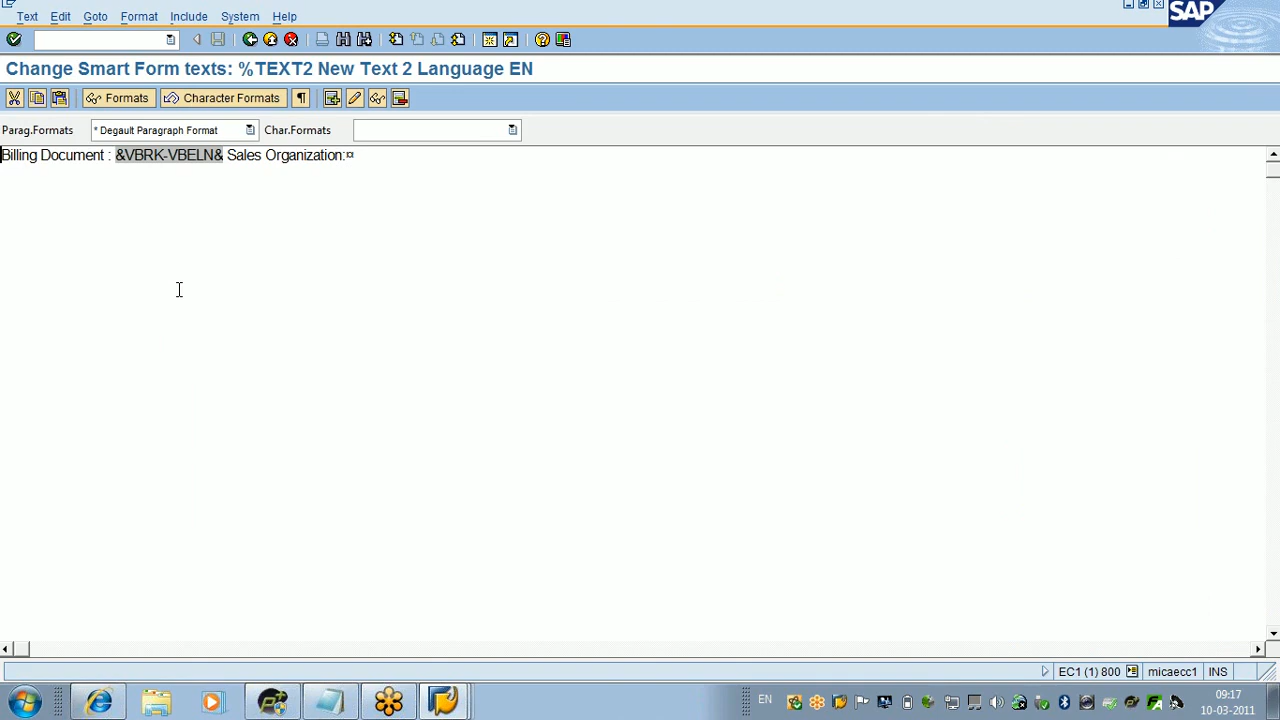 Text Edit Goto Format Include System Help
SAP
Change Smart Form texts: %TEXT2 New Text 2 Language EN
Formats Character Formats ¶
Parag.Formats * Degault Paragraph Format Char.Formats
Billing Document : &VBRK-VBELN& Sales Organization:¤
EC1 (1) 800 micaecc1 INS
EN 09:17
10-03-2011